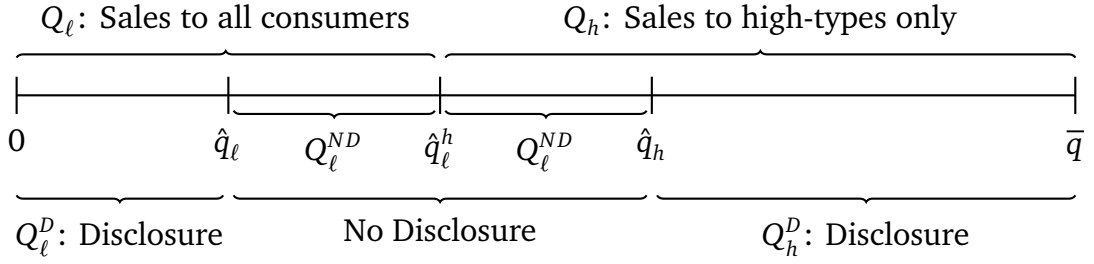 Q_ℓ: Sales to all consumers Q_h: Sales to high-types only
0 q̂_ℓ Q_ℓ^{ND} q̂_ℓ^h Q_ℓ^{ND} q̂_h q̅
Q_ℓ^D: Disclosure No Disclosure Q_h^D: Disclosure